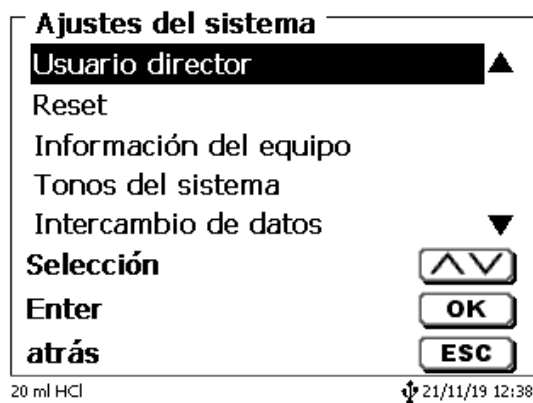 Ajustes del sistema
Usuario director
Reset
Información del equipo
Tonos del sistema
Intercambio de datos
Selección
Enter OK
atrás ESC
20 ml HCl 21/11/19 12:38